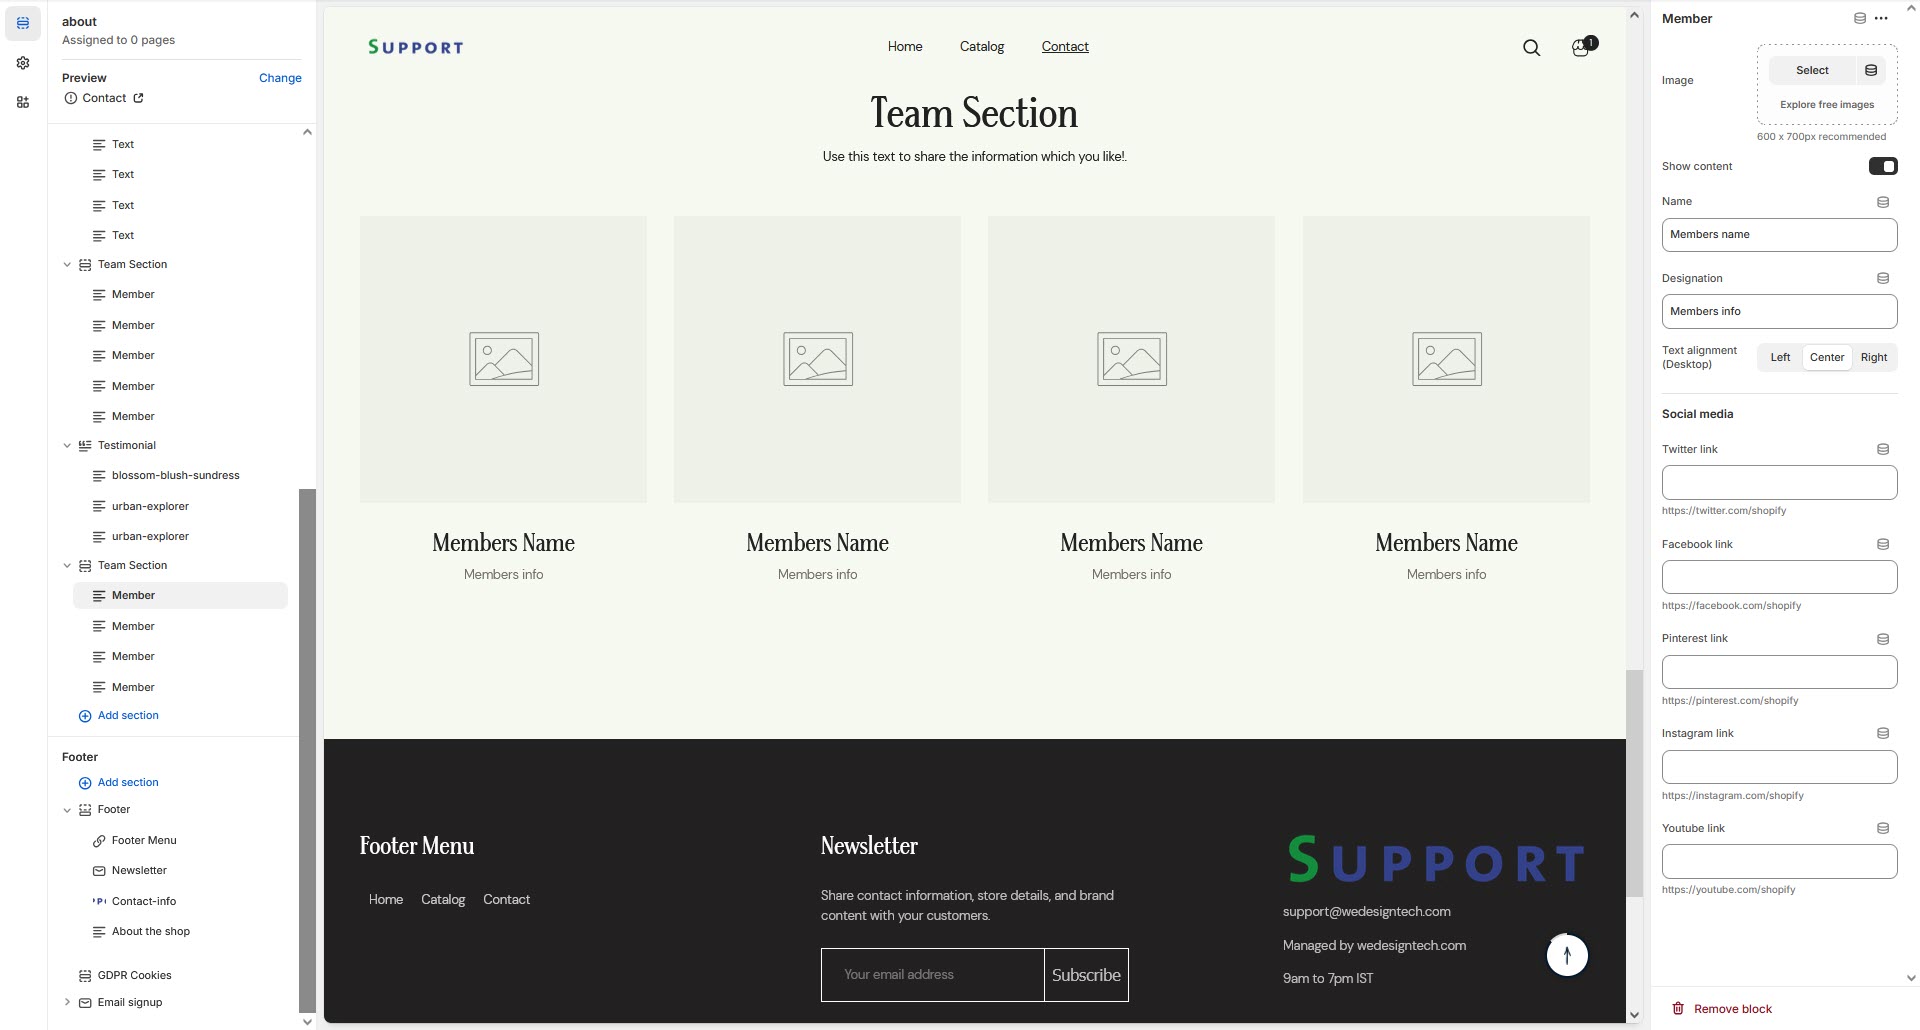 about
Assigned to 0 pages
Preview
Change
Contact
Text
Text
Text
Text
Team Section
Member
Member
Member
Member
Member
Testimonial
blossom-blush-sundress
urban-explorer
urban-explorer
Team Section
Member
Member
Member
Member
Add section
Footer
Add section
Footer
Footer Menu
Newsletter
Contact-info
About the shop
GDPR Cookies
Email signup
SUPPORT
Home Catalog Contact
1
Team Section
Use this text to share the information which you like!.
Members Name Members Name Members Name Members Name
Members info Members info Members info Members info
Footer Menu
Home Catalog Contact
Newsletter
Share contact information, store details, and brand
content with your customers.
Your email address Subscribe
SUPPORT
support@wedesigntech.com
Managed by wedesigntech.com
9am to 7pm IST
Member
Image
Select
Explore free images
600 x 700px recommended
Show content
Name
Members name
Designation
Members info
Text alignment
(Desktop)
Left Center Right
Social media
Twitter link
https://twitter.com/shopify
Facebook link
https://facebook.com/shopify
Pinterest link
https://pinterest.com/shopify
Instagram link
https://instagram.com/shopify
Youtube link
https://youtube.com/shopify
Remove block